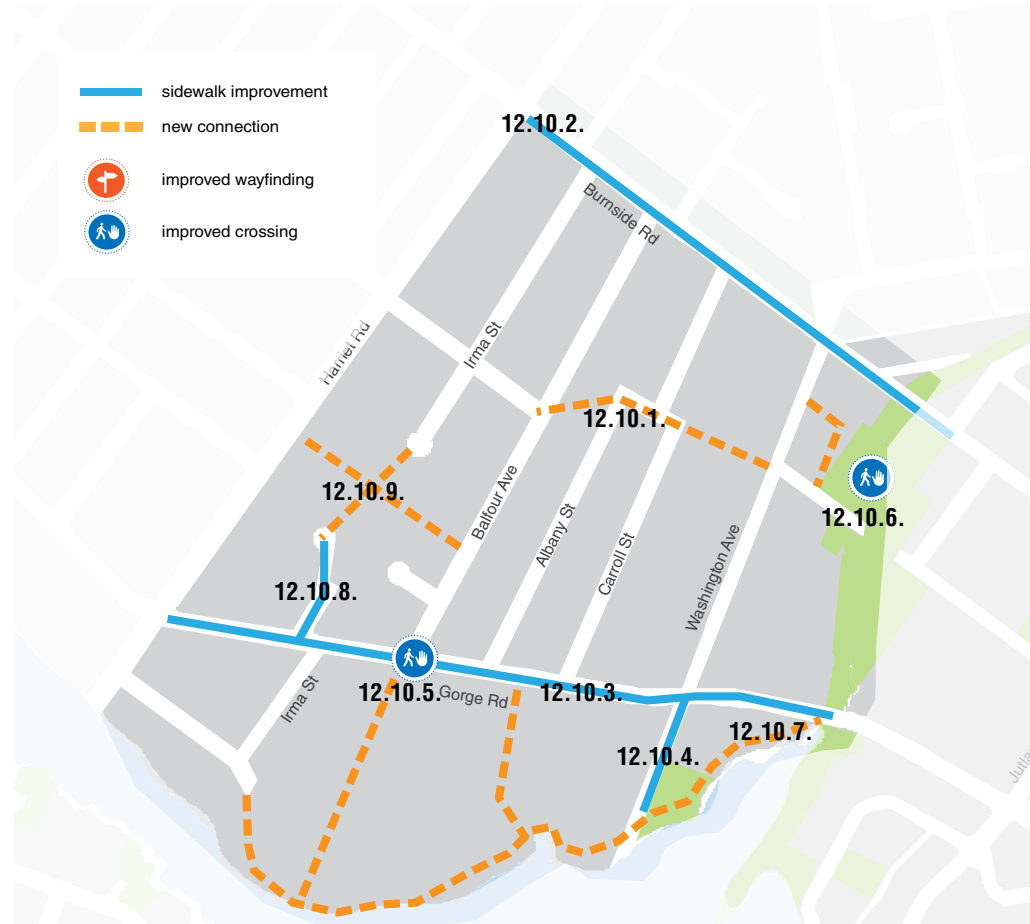 sidewalk improvement
new connection
improved wayfinding
improved crossing
12.10.2.
Burnside Rd
Harriet Rd
Irma St
12.10.1.
12.10.9.
Balfour Ave
Albany St
Carroll St
Washington Ave
12.10.6.
12.10.8.
12.10.5.
Gorge Rd
12.10.3.
Irma St
12.10.7.
12.10.4.